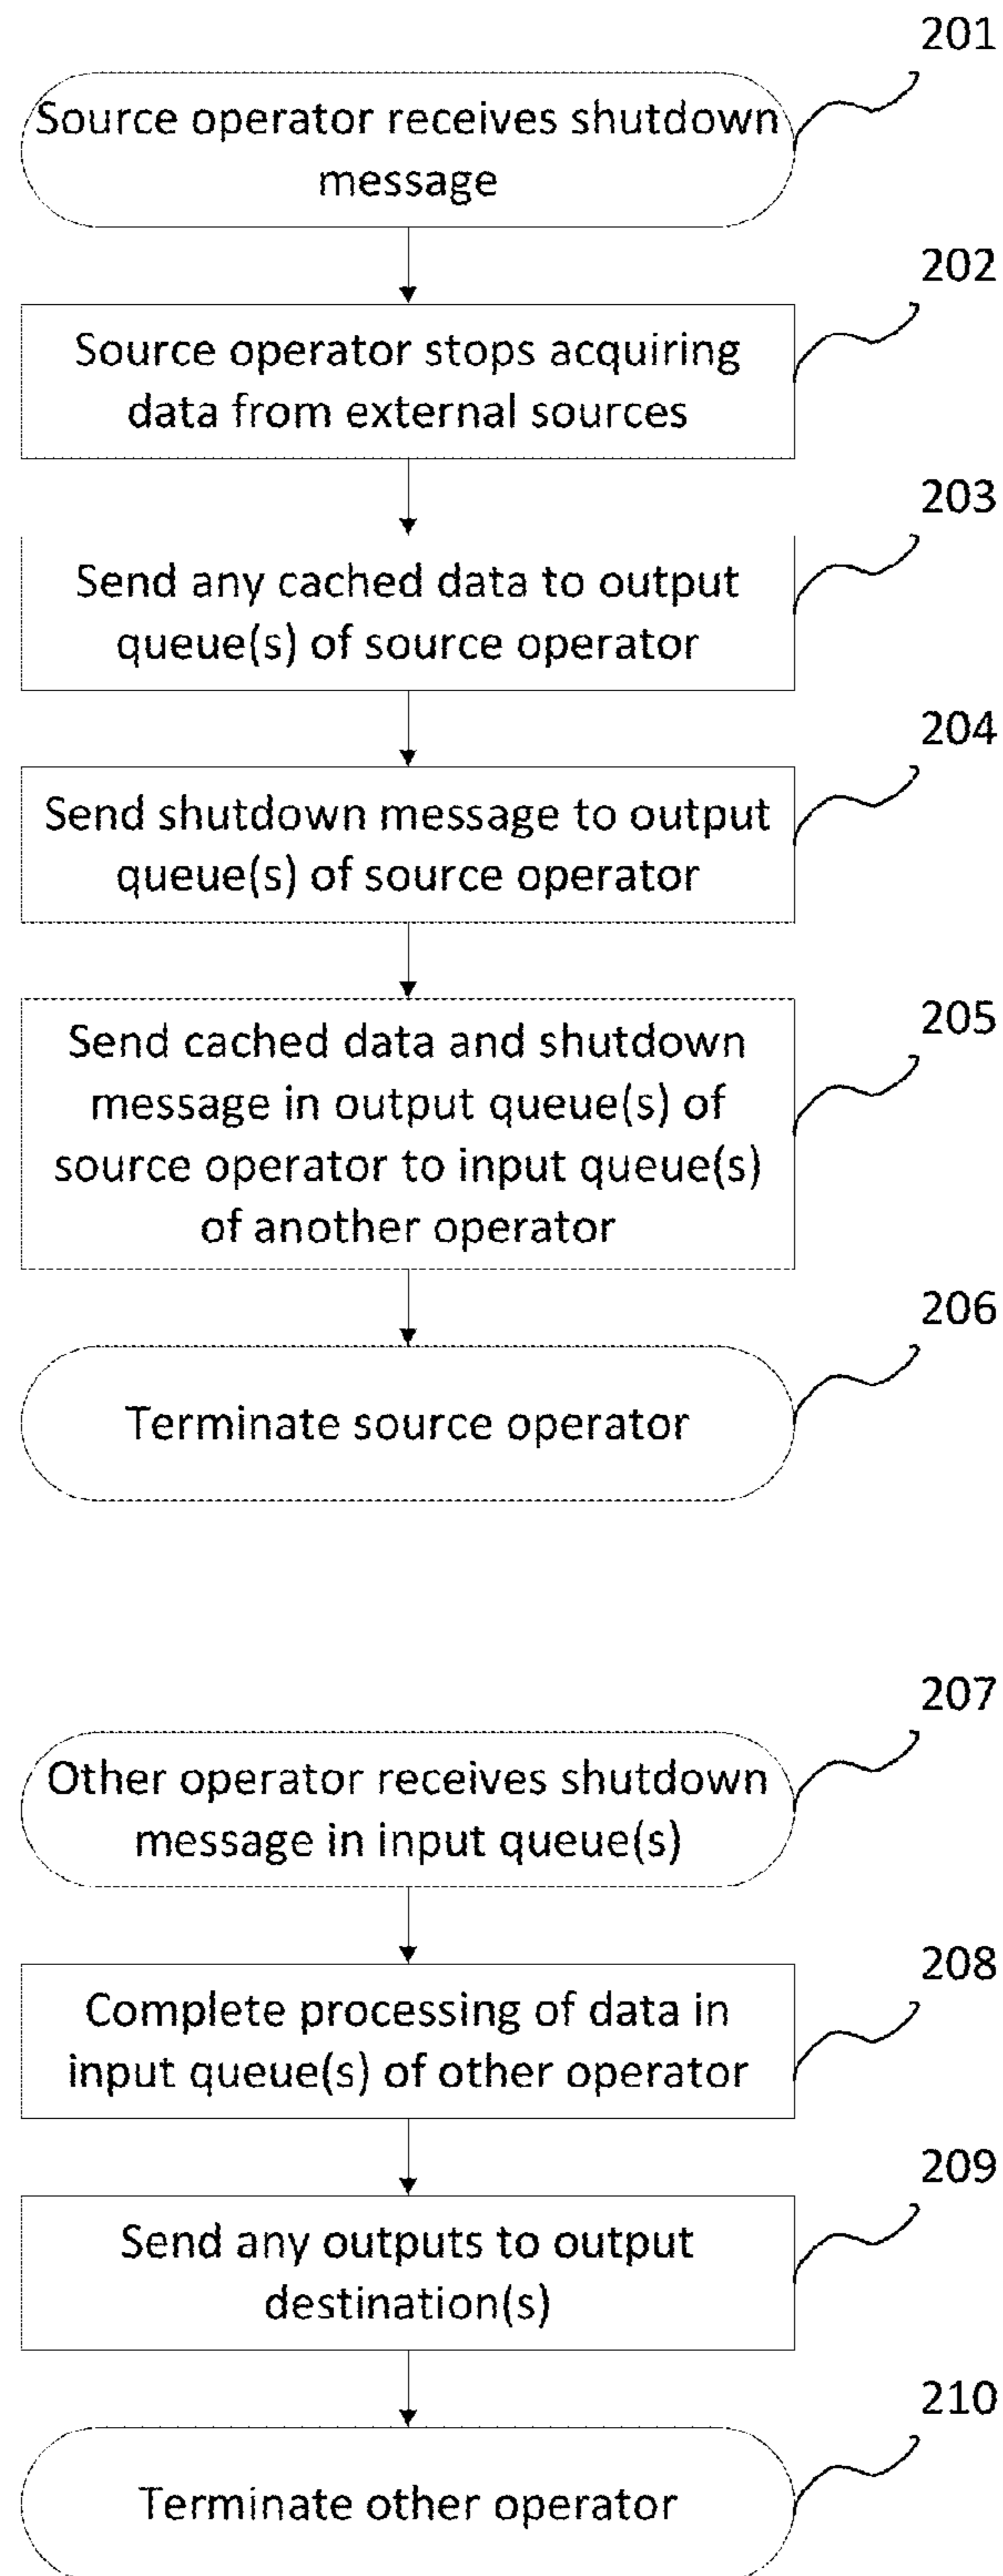 201
Source operator receives shutdown
message
202
Source operator stops acquiring
data from external sources
203
Send any cached data to output
queue(s) of source operator
204
Send shutdown message to output
queue(s) of source operator
205
Send cached data and shutdown
message in output queue(s) of
source operator to input queue(s)
of another operator
206
Terminate source operator
207
Other operator receives shutdown
message in input queue(s)
208
Complete processing of data in
input queue(s) of other operator
209
Send any outputs to output
destination(s)
210
Terminate other operator